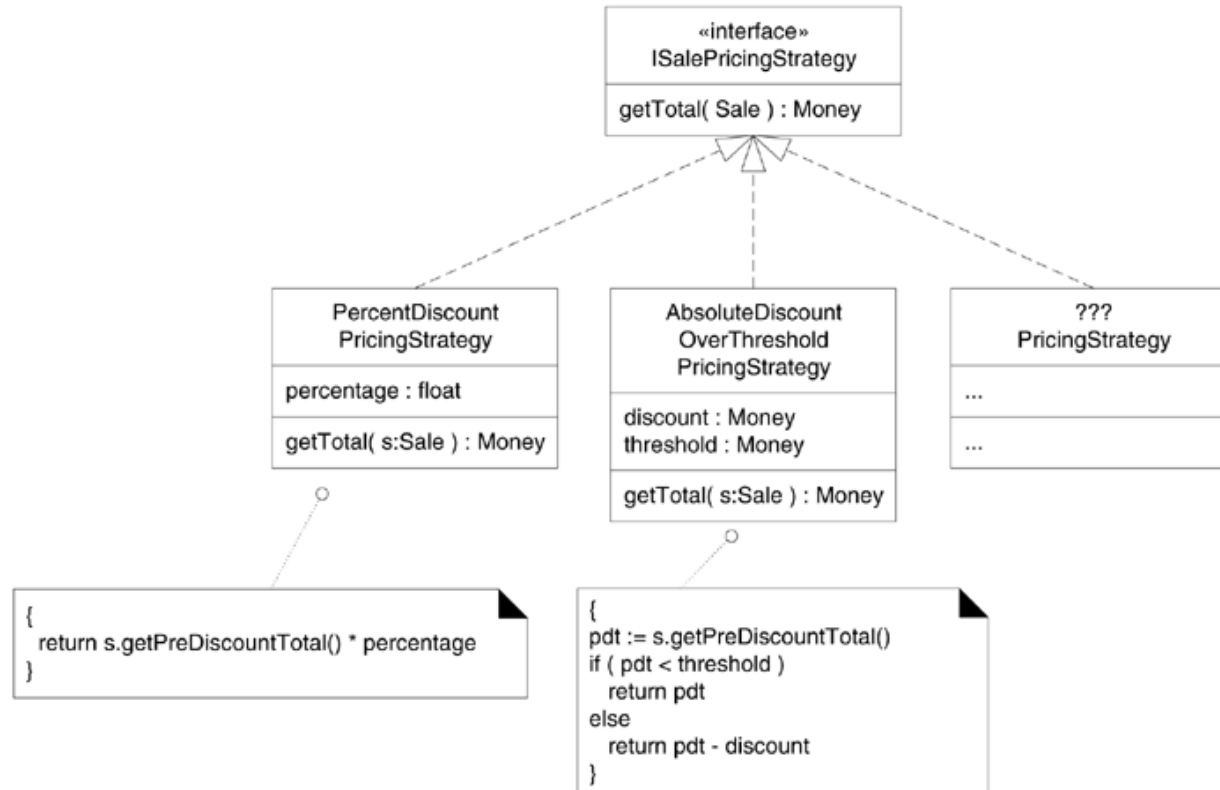 «interface»
ISalePricingStrategy
getTotal( Sale ) : Money
PercentDiscount
PricingStrategy
percentage : float
getTotal( s:Sale ) : Money
AbsoluteDiscount
OverThreshold
PricingStrategy
discount : Money
threshold : Money
getTotal( s:Sale ) : Money
???
PricingStrategy
...
...
{
return s.getPreDiscountTotal() * percentage
}
{
pdt := s.getPreDiscountTotal()
if ( pdt < threshold )
return pdt
else
return pdt - discount
}